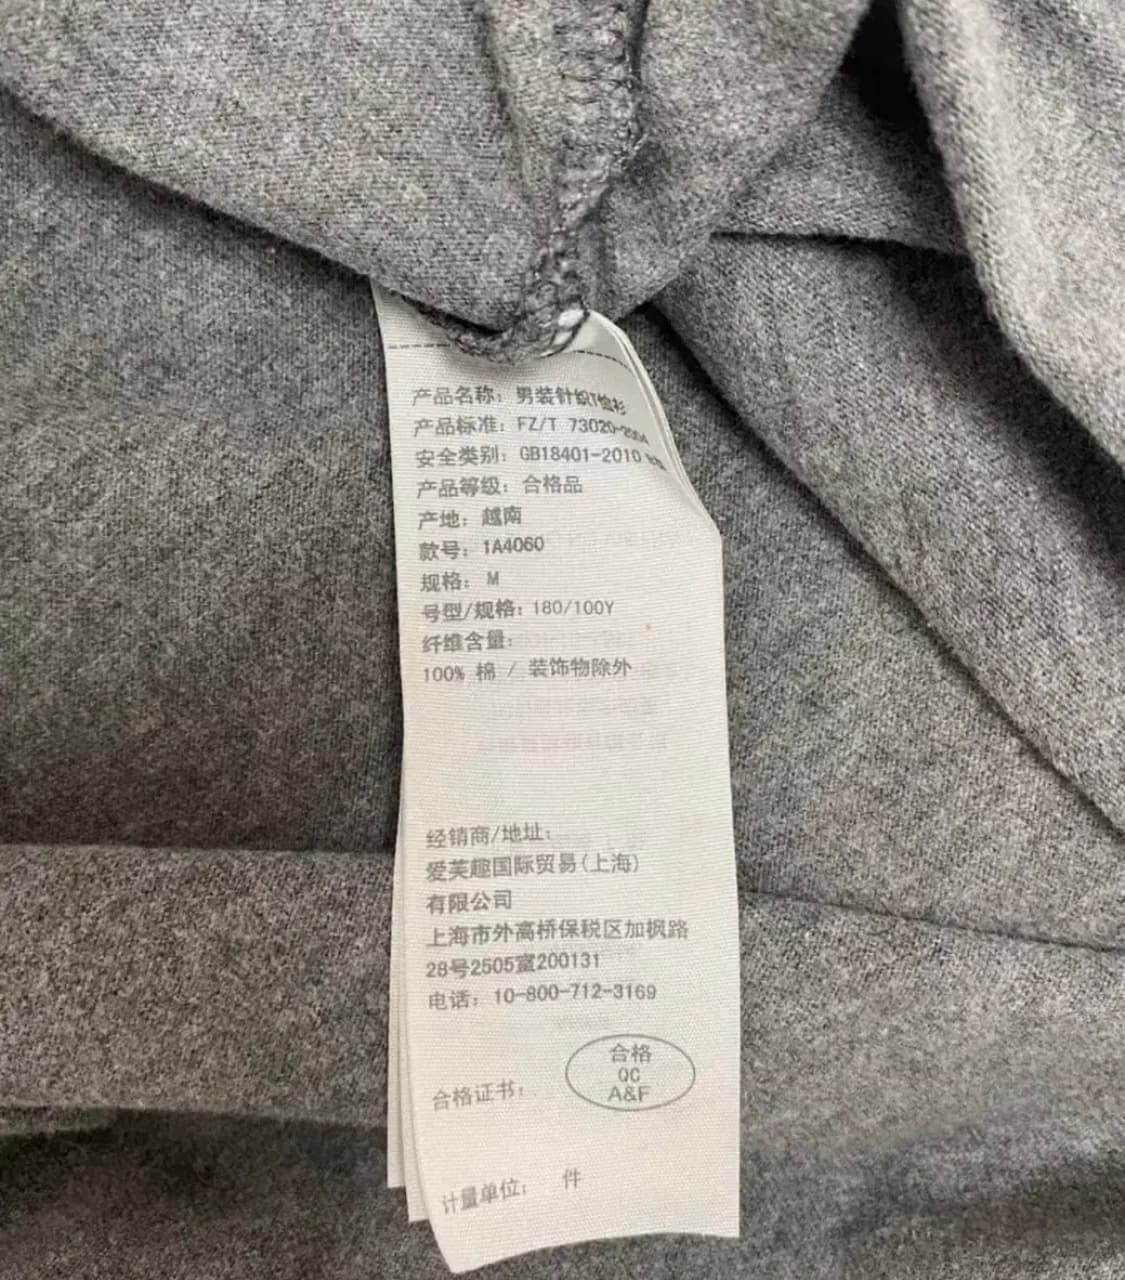 产品名称：男装针织T恤衫
产品标准：FZ/T 73020-2004
安全类别：GB18401-2010
产品等级：合格品
产地：越南
款号：1A4060
规格：M
号型/规格：180/100Y
纤维含量：
100% 棉 / 装饰物除外
经销商/地址：
爱芙趣国际贸易(上海)
有限公司
上海市外高桥保税区加枫路
28号2505室200131
电话：10-800-712-3169
合格
QC
A&F
合格证书：
计量单位： 件